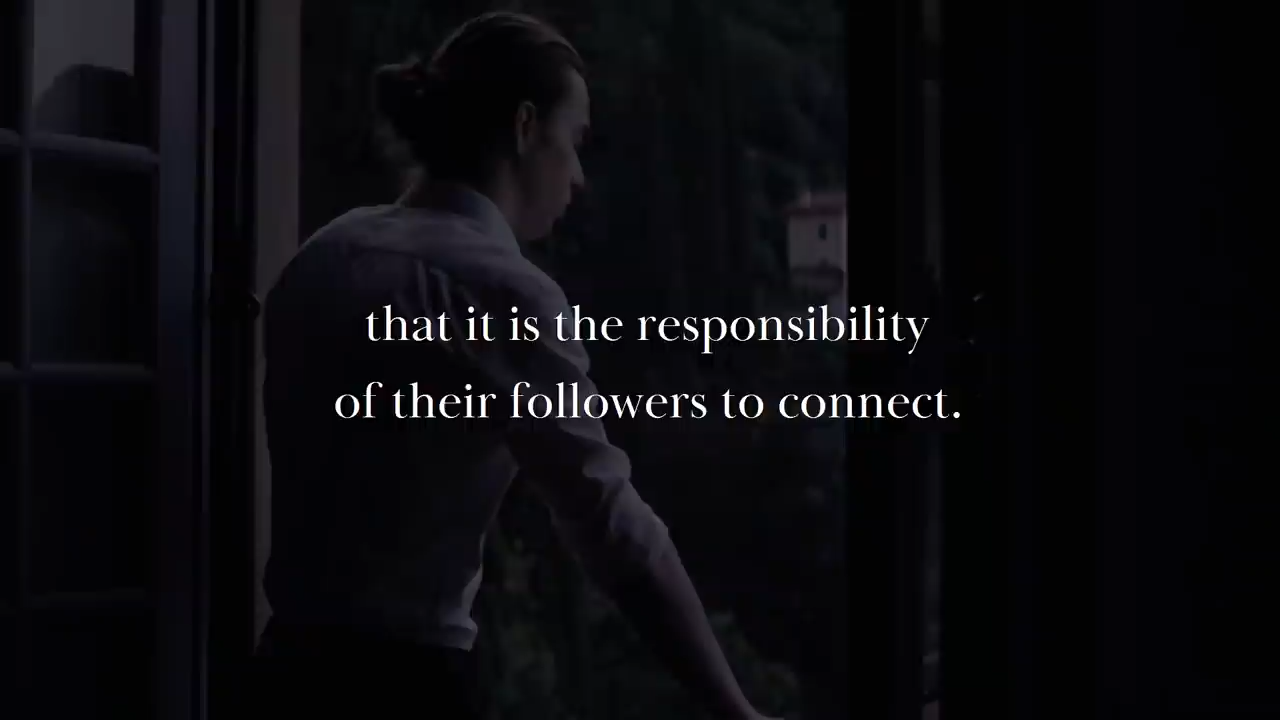 that it is the responsibility
of their followers to connect.